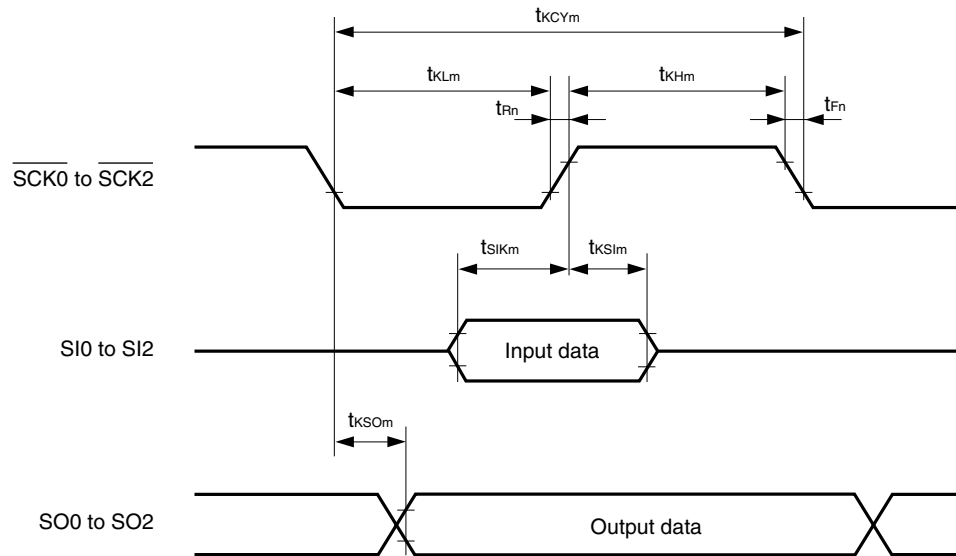 tKCYm
tKLm
tKHm
tRn
tFn
SCK0 to SCK2
tSIKm
tKSIm
SI0 to SI2
Input data
tKSOm
SO0 to SO2
Output data